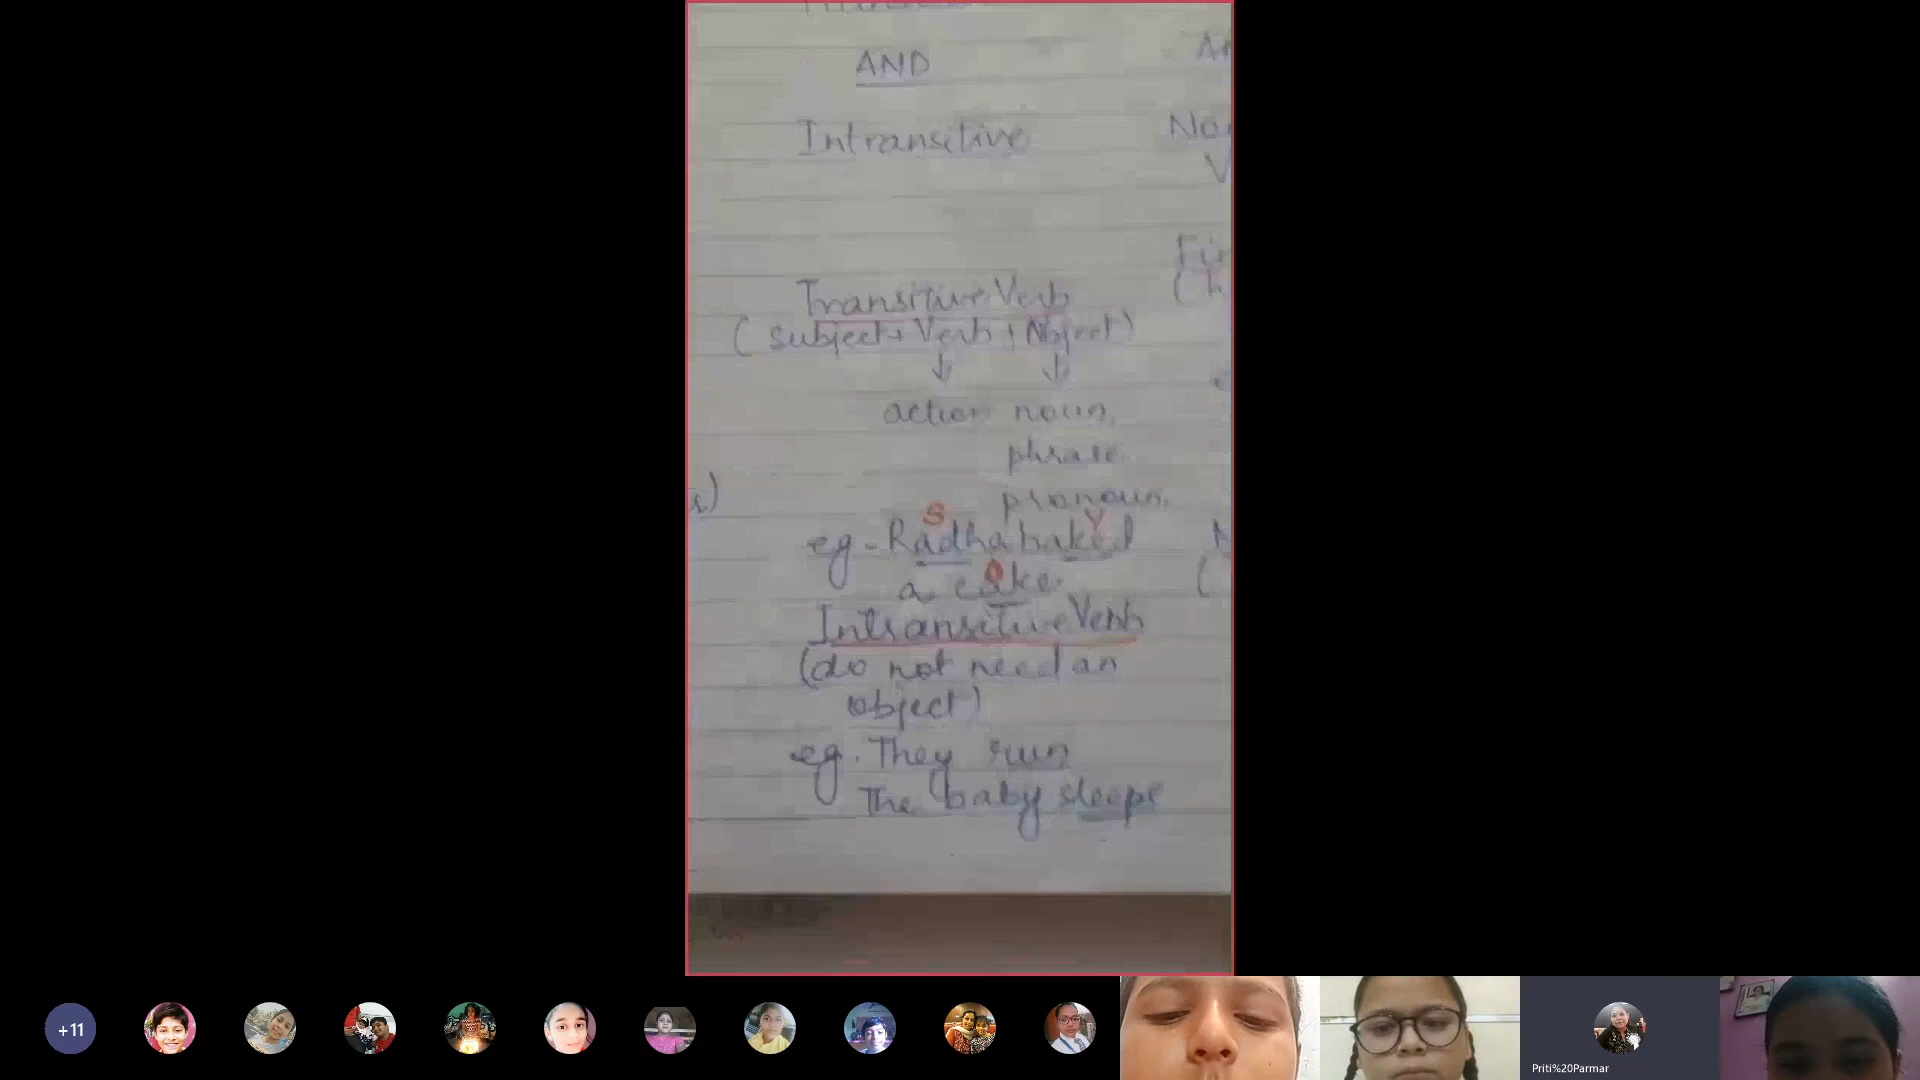 AND
Intransitive
Transitive Verb
(subject + Verb + Object)
↓ ↓
action noun,
phrase
pronoun.
S V
eg - Radha baked
O
a cake.
Intransitive Verb
(do not need an
object)
eg. They run
The baby sleeps
+11
Priti%20Parmar